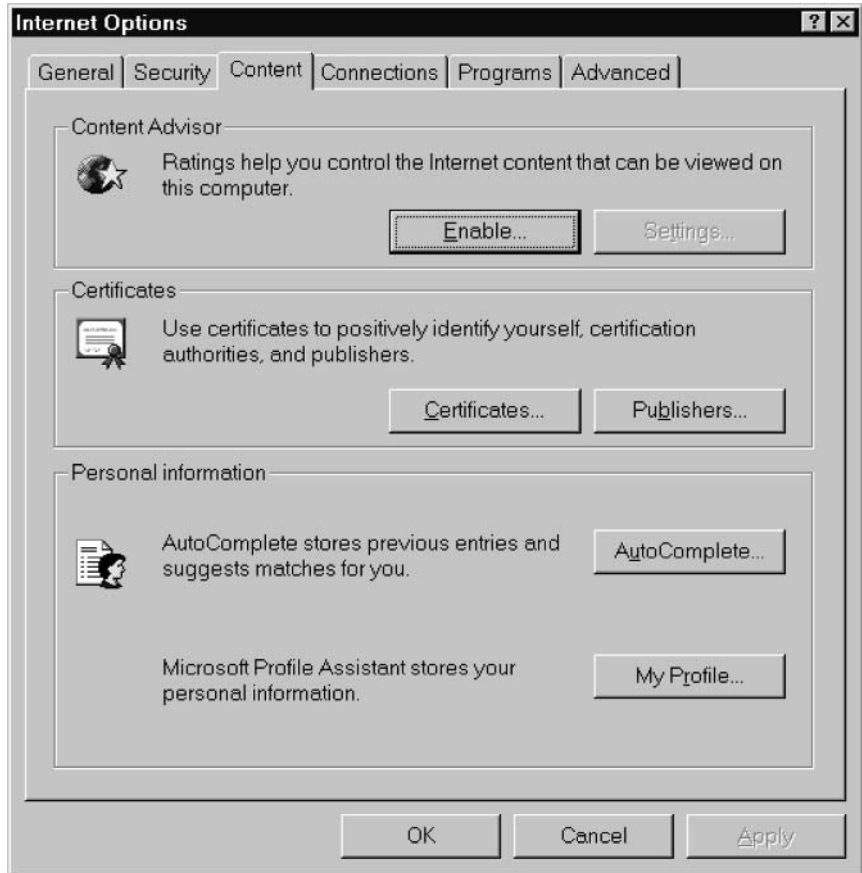 Internet Options
General Security Content Connections Programs Advanced
Content Advisor
Ratings help you control the Internet content that can be viewed on
this computer.
Enable... Settings...
Certificates
Use certificates to positively identify yourself, certification
authorities, and publishers.
Certificates... Publishers...
Personal information
AutoComplete stores previous entries and
suggests matches for you.
AutoComplete...
Microsoft Profile Assistant stores your
personal information.
My Profile...
OK Cancel Apply